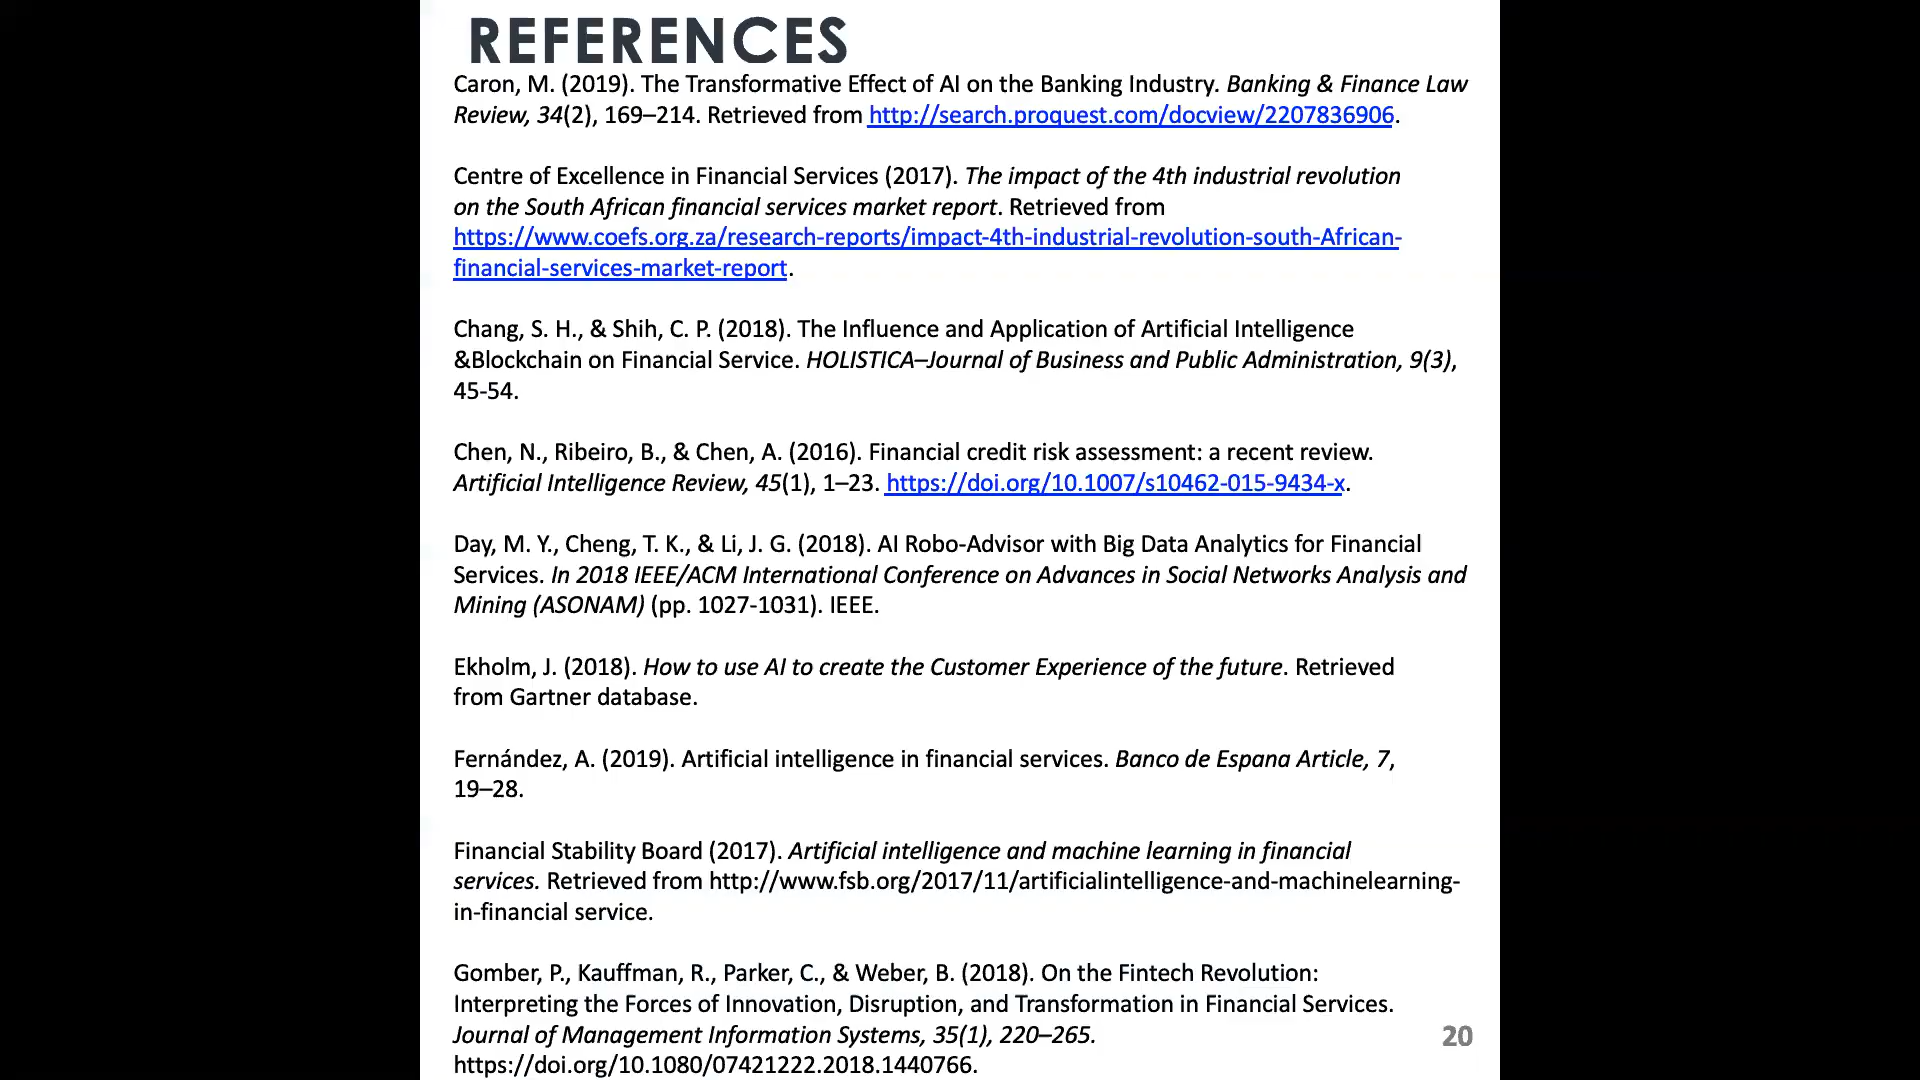 REFERENCES
Caron, M. (2019). The Transformative Effect of AI on the Banking Industry. Banking & Finance Law
Review, 34(2), 169–214. Retrieved from http://search.proquest.com/docview/2207836906.
Centre of Excellence in Financial Services (2017). The impact of the 4th industrial revolution
on the South African financial services market report. Retrieved from
https://www.coefs.org.za/research-reports/impact-4th-industrial-revolution-south-African-
financial-services-market-report.
Chang, S. H., & Shih, C. P. (2018). The Influence and Application of Artificial Intelligence
&Blockchain on Financial Service. HOLISTICA–Journal of Business and Public Administration, 9(3),
45-54.
Chen, N., Ribeiro, B., & Chen, A. (2016). Financial credit risk assessment: a recent review.
Artificial Intelligence Review, 45(1), 1–23. https://doi.org/10.1007/s10462-015-9434-x.
Day, M. Y., Cheng, T. K., & Li, J. G. (2018). AI Robo-Advisor with Big Data Analytics for Financial
Services. In 2018 IEEE/ACM International Conference on Advances in Social Networks Analysis and
Mining (ASONAM) (pp. 1027-1031). IEEE.
Ekholm, J. (2018). How to use AI to create the Customer Experience of the future. Retrieved
from Gartner database.
Fernández, A. (2019). Artificial intelligence in financial services. Banco de Espana Article, 7,
19–28.
Financial Stability Board (2017). Artificial intelligence and machine learning in financial
services. Retrieved from http://www.fsb.org/2017/11/artificialintelligence-and-machinelearning-
in-financial service.
Gomber, P., Kauffman, R., Parker, C., & Weber, B. (2018). On the Fintech Revolution:
Interpreting the Forces of Innovation, Disruption, and Transformation in Financial Services.
Journal of Management Information Systems, 35(1), 220–265.
https://doi.org/10.1080/07421222.2018.1440766.
20